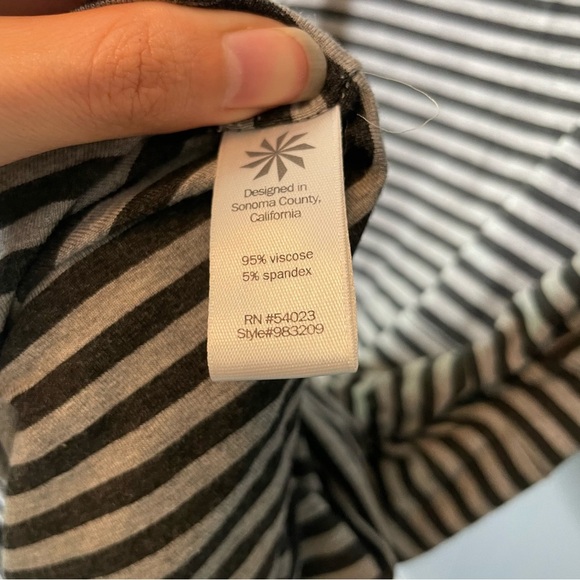 Designed in
Sonoma County,
California
95% viscose
5% spandex
RN #54023
Style#983209